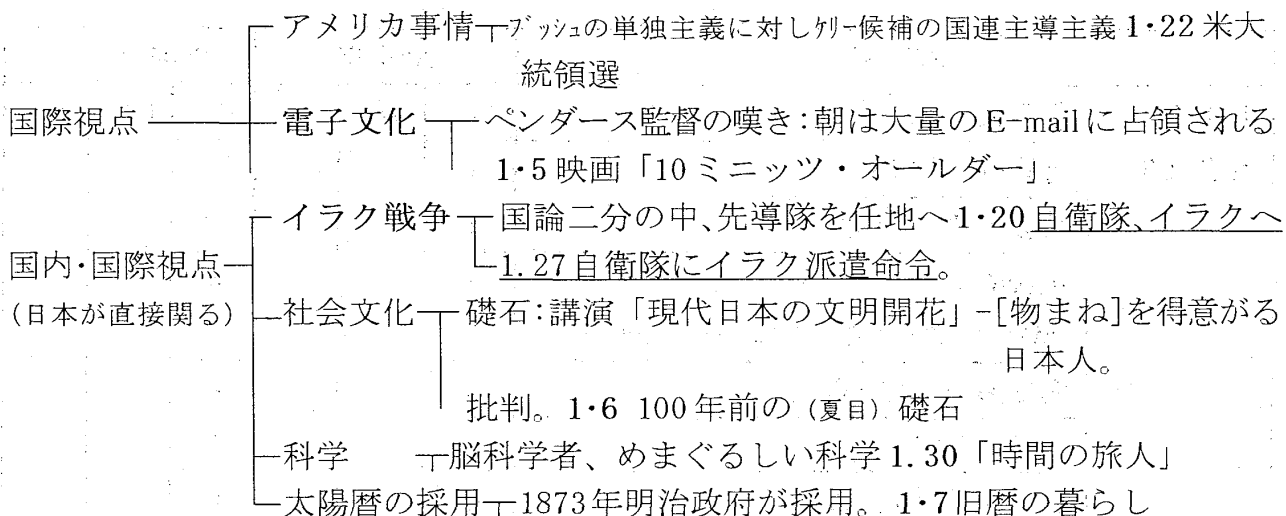 アメリカ事情 ブッシュの単独主義に対しケリー候補の国連主導主義 1・22 米大
統領選
国際視点 電子文化 ペンダース監督の嘆き:朝は大量のE-mailに占領される
1・5 映画「10 ミニッツ・オールダー」
イラク戦争 国論二分の中、先導隊を任地へ 1・20 自衛隊、イラクへ
国内・国際視点 1.27 自衛隊にイラク派遣命令。
(日本が直接関る) 社会文化 礎石:講演「現代日本の文明開花」-[物まね]を得意がる
日本人。
批判。1・6 100年前の(夏目)礎石
科学 脳科学者、めまぐるしい科学 1.30「時間の旅人」
太陽暦の採用 1873年明治政府が採用。1・7 旧暦の暮らし